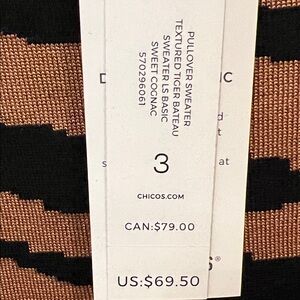 PULLOVER SWEATER
TEXTURED TIGER BATEAU
SWEATER LS BASIC
SWEET COGNAC
570296061
3
CHICOS.COM
CAN:$79.00
US:$69.50